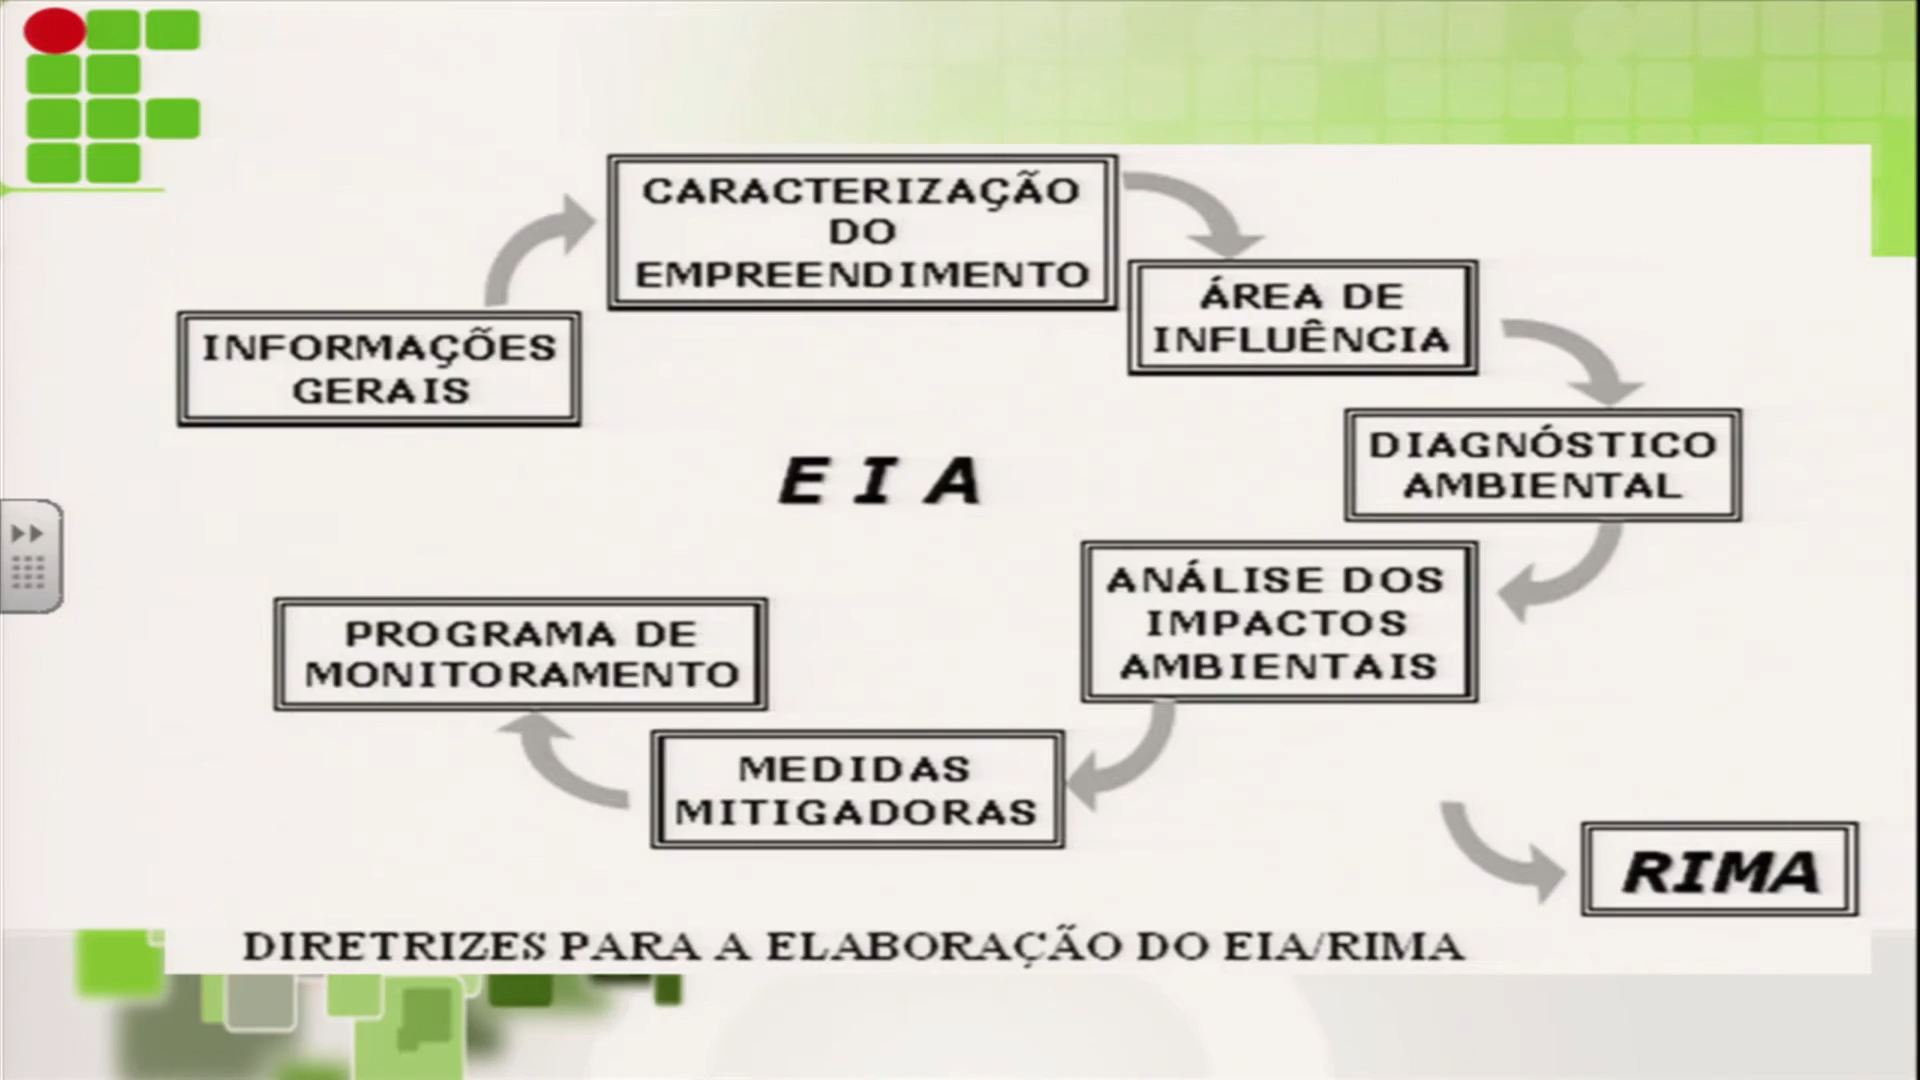 CARACTERIZAÇÃO
DO
EMPREENDIMENTO
ÁREA DE
INFLUÊNCIA
INFORMAÇÕES
GERAIS
DIAGNÓSTICO
AMBIENTAL
E I A
ANÁLISE DOS
IMPACTOS
AMBIENTAIS
PROGRAMA DE
MONITORAMENTO
MEDIDAS
MITIGADORAS
RIMA
DIRETRIZES PARA A ELABORAÇÃO DO EIA/RIMA